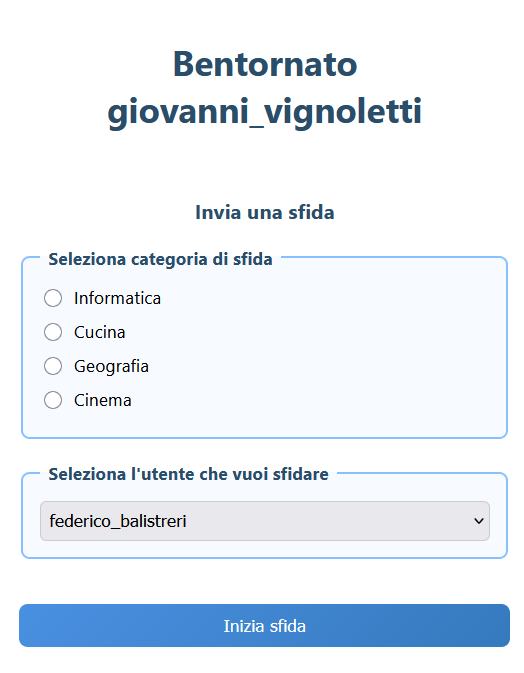 Bentornato
giovanni_vignoletti
Invia una sfida
Seleziona categoria di sfida
Informatica
Cucina
Geografia
Cinema
Seleziona l'utente che vuoi sfidare
federico_balistreri
Inizia sfida